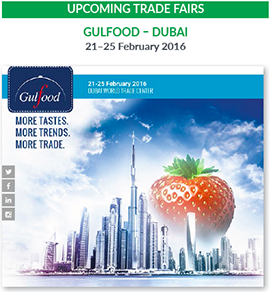 UPCOMING TRADE FAIRS
GULFOOD – DUBAI
21–25 February 2016
21-25 February 2016
DUBAI WORLD TRADE CENTER
Gulfood
MORE TASTES.
MORE TRENDS.
MORE TRADE.